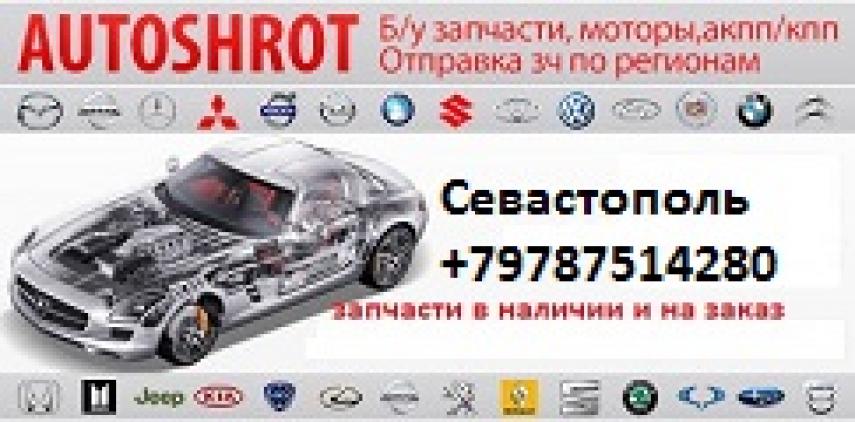 AUTOSHROT
Б/у запчасти, моторы,акпп/кпп
Отправка зч по регионам
Севастополь
+79787514280
запчасти в наличии и на заказ
Jeep KIA